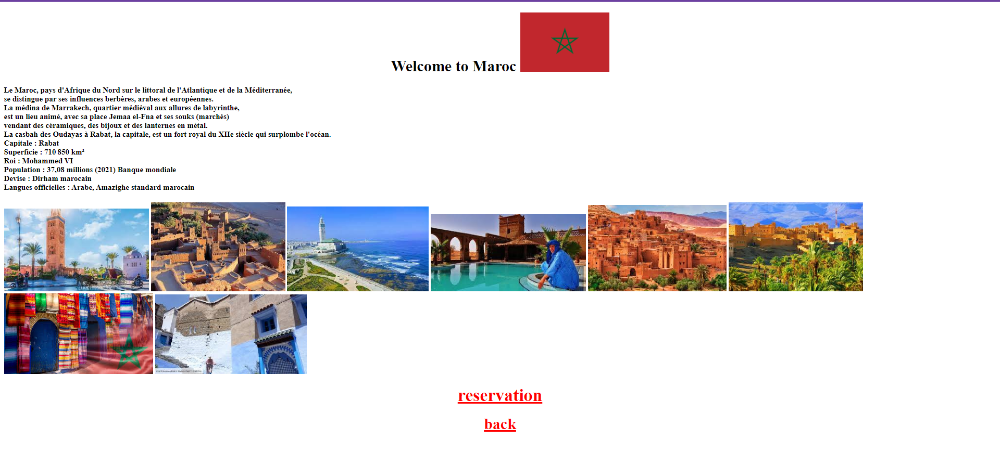 Welcome to Maroc
Le Maroc, pays d'Afrique du Nord sur le littoral de l'Atlantique et de la Méditerranée,
se distingue par ses influences berbères, arabes et européennes.
La médina de Marrakech, quartier médiéval aux allures de labyrinthe,
est un lieu animé, avec sa place Jemaa el-Fna et ses souks (marchés)
vendant des céramiques, des bijoux et des lanternes en métal.
La casbah des Oudayas à Rabat, la capitale, est un fort royal du XIIe siècle qui surplombe l'océan.
Capitale : Rabat
Superficie : 710 850 km²
Roi : Mohammed VI
Population : 37,08 millions (2021) Banque mondiale
Devise : Dirham marocain
Langues officielles : Arabe, Amazighe standard marocain
reservation
back